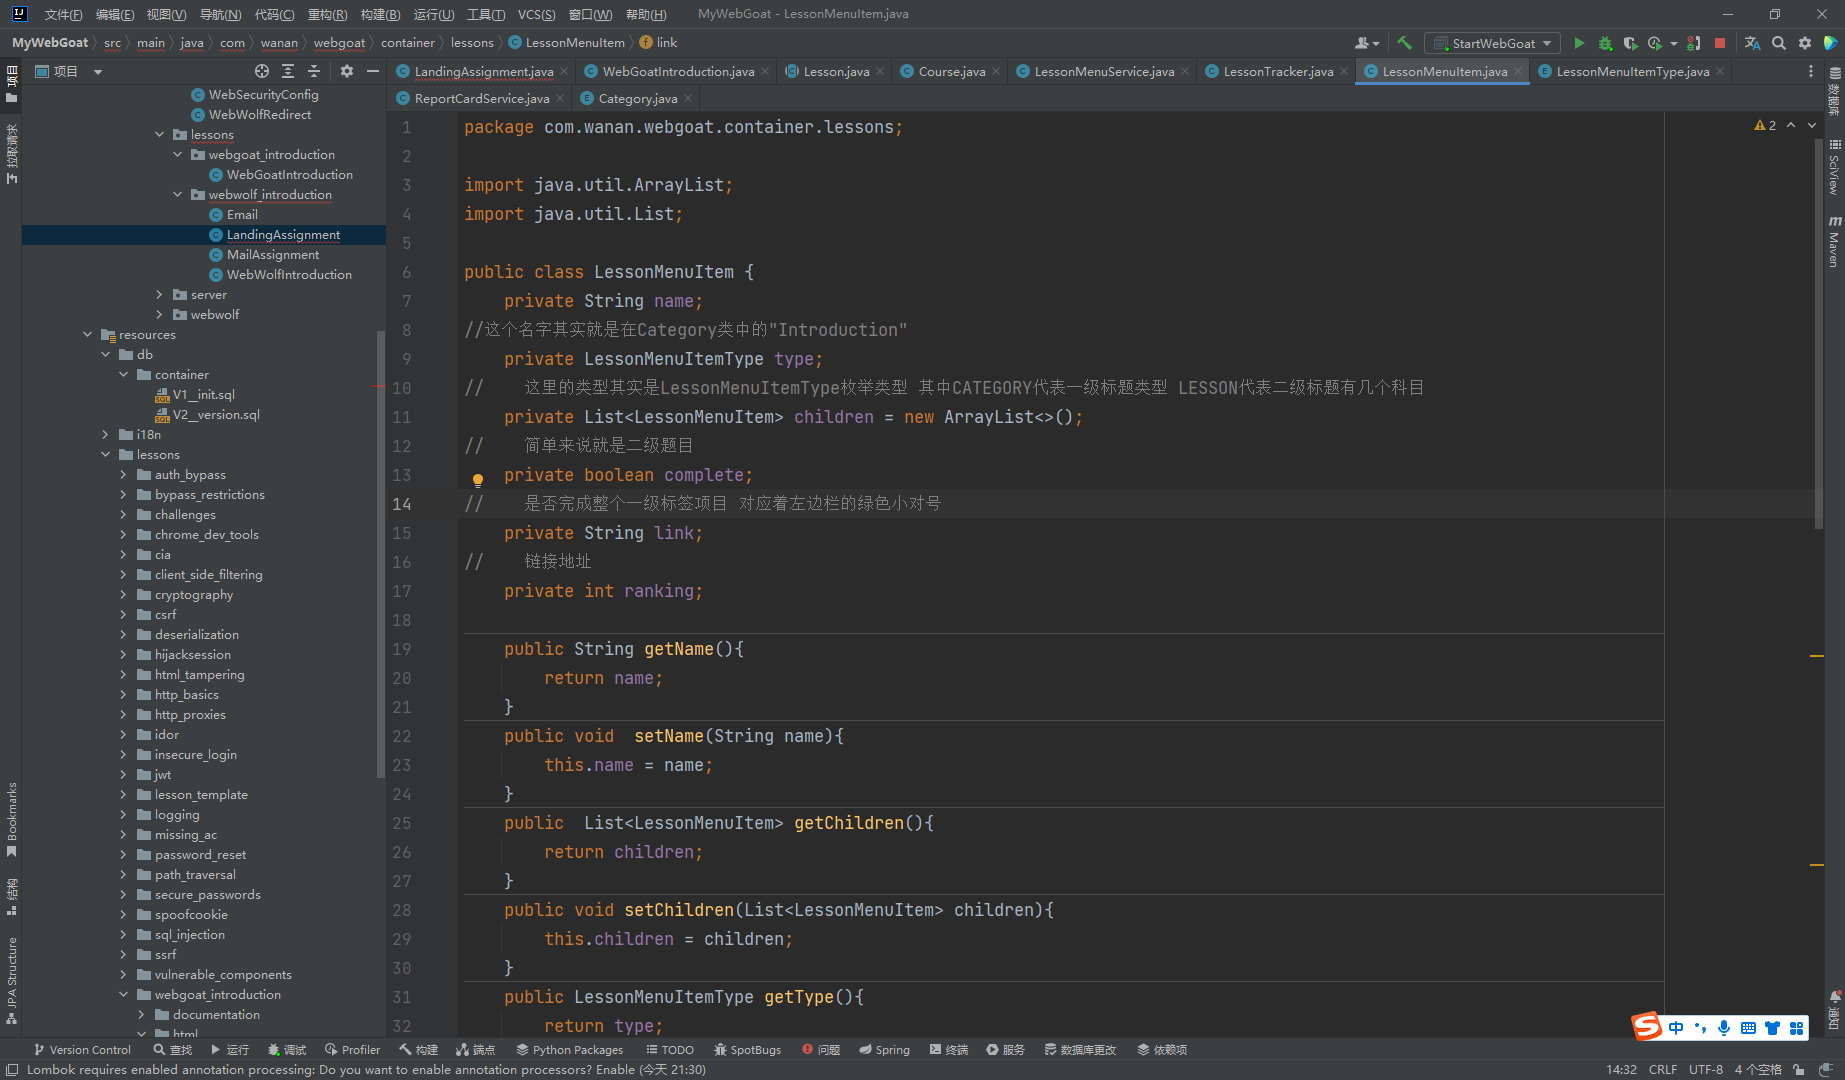 文件(F) 编辑(E) 视图(V) 导航(N) 代码(C) 重构(R) 构建(B) 运行(U) 工具(T) VCS(S) 窗口(W) 帮助(H) MyWebGoat - LessonMenuItem.java
MyWebGoat src main java com wanan webgoat container lessons LessonMenuItem link StartWebGoat
项目
LandingAssignment.java WebGoatIntroduction.java Lesson.java Course.java LessonMenuService.java LessonTracker.java LessonMenuItem.java LessonMenuItemType.java
ReportCardService.java Category.java
项目
拉取请求
Bookmarks
结构
JPA Structure
WebSecurityConfig
WebWolfRedirect
lessons
webgoat_introduction
WebGoatIntroduction
webwolf_introduction
Email
LandingAssignment
MailAssignment
WebWolfIntroduction
server
webwolf
resources
db
container
V1__init.sql
V2__version.sql
i18n
lessons
auth_bypass
bypass_restrictions
challenges
chrome_dev_tools
cia
client_side_filtering
cryptography
csrf
deserialization
hijacksession
html_tampering
http_basics
http_proxies
idor
insecure_login
jwt
lesson_template
logging
missing_ac
password_reset
path_traversal
secure_passwords
spoofcookie
sql_injection
ssrf
vulnerable_components
webgoat_introduction
documentation
html
1 package com.wanan.webgoat.container.lessons;
2
3 import java.util.ArrayList;
4 import java.util.List;
5
6 public class LessonMenuItem {
7 private String name;
8 //这个名字其实就是在Category类中的"Introduction"
9 private LessonMenuItemType type;
10 // 这里的类型其实是LessonMenuItemType枚举类型 其中CATEGORY代表一级标题类型 LESSON代表二级标题有几个科目
11 private List<LessonMenuItem> children = new ArrayList<>();
12 // 简单来说就是二级题目
13 private boolean complete;
14 // 是否完成整个一级标签项目 对应着左边栏的绿色小对号
15 private String link;
16 // 链接地址
17 private int ranking;
18
19 public String getName(){
20 return name;
21 }
22 public void setName(String name){
23 this.name = name;
24 }
25 public List<LessonMenuItem> getChildren(){
26 return children;
27 }
28 public void setChildren(List<LessonMenuItem> children){
29 this.children = children;
30 }
31 public LessonMenuItemType getType(){
32 return type;
2
数据库
SciView
m Maven
通知
中
Version Control 查找 运行 调试 Profiler 构建 端点 Python Packages TODO SpotBugs 问题 Spring 终端 服务 数据库更改 依赖项
Lombok requires enabled annotation processing: Do you want to enable annotation processors? Enable (今天 21:30) 14:32 CRLF UTF-8 4 个空格